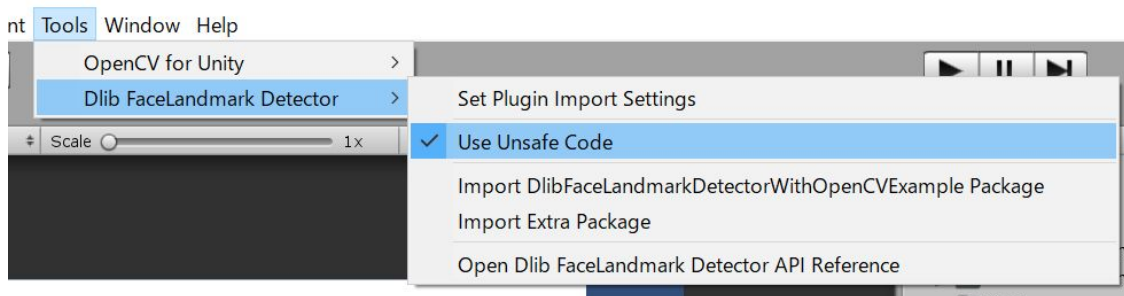 nt Tools Window Help
OpenCV for Unity
Dlib FaceLandmark Detector
Set Plugin Import Settings
Scale 1x
Use Unsafe Code
Import DlibFaceLandmarkDetectorWithOpenCVExample Package
Import Extra Package
Open Dlib FaceLandmark Detector API Reference